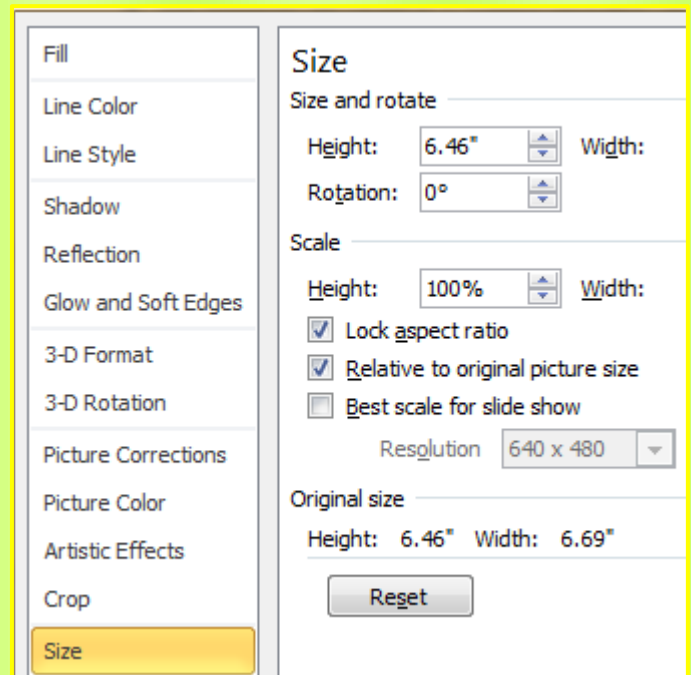 Fill
Line Color
Line Style
Shadow
Reflection
Glow and Soft Edges
3-D Format
3-D Rotation
Picture Corrections
Picture Color
Artistic Effects
Crop
Size
Size
Size and rotate
Height: 6.46" Width:
Rotation: 0°
Scale
Height: 100% Width:
Lock aspect ratio
Relative to original picture size
Best scale for slide show
Resolution 640 x 480
Original size
Height: 6.46" Width: 6.69"
Reset